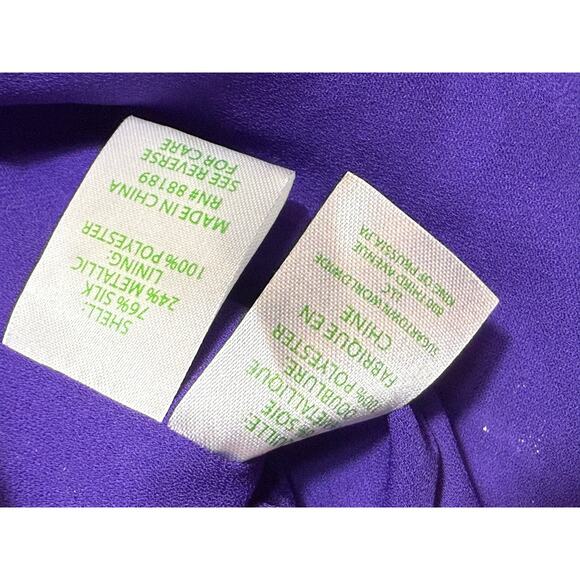 SHELL:
76% SILK
24% METALLIC
LINING:
100% POLYESTER
MADE IN CHINA
RN# 88189
SEE REVERSE
FOR CARE
SOIE
METALLIQUE
DOUBLURE:
100% POLYESTER
FABRIQUE EN
CHINE
SUGARTOWN WORLDWIDE
LLC
800 THIRD AVENUE
KING OF PRUSSIA,PA